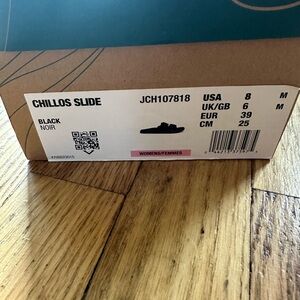 CHILLOS SLIDE
JCH107818
BLACK
NOIR
USA 8 M
UK/GB 6 M
EUR 39
CM 25
WOMENS/FEMMES